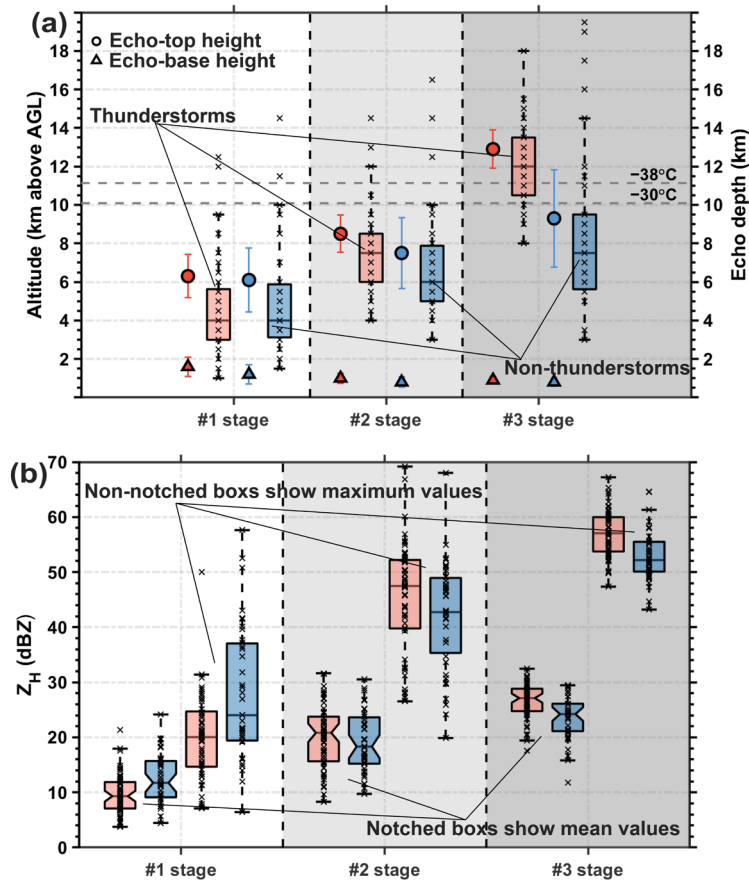 (a)
18
16
14
12
10
8
6
4
2
Altitude (km above AGL)
Echo-top height
Echo-base height
Thunderstorms
−38°C
−30°C
Non-thunderstorms
20
18
16
14
12
10
8
6
4
2
0
Echo depth (km)
#1 stage #2 stage #3 stage
(b)
70
60
50
40
30
20
10
0
Z_H (dBZ)
Non-notched boxs show maximum values
Notched boxs show mean values
#1 stage #2 stage #3 stage